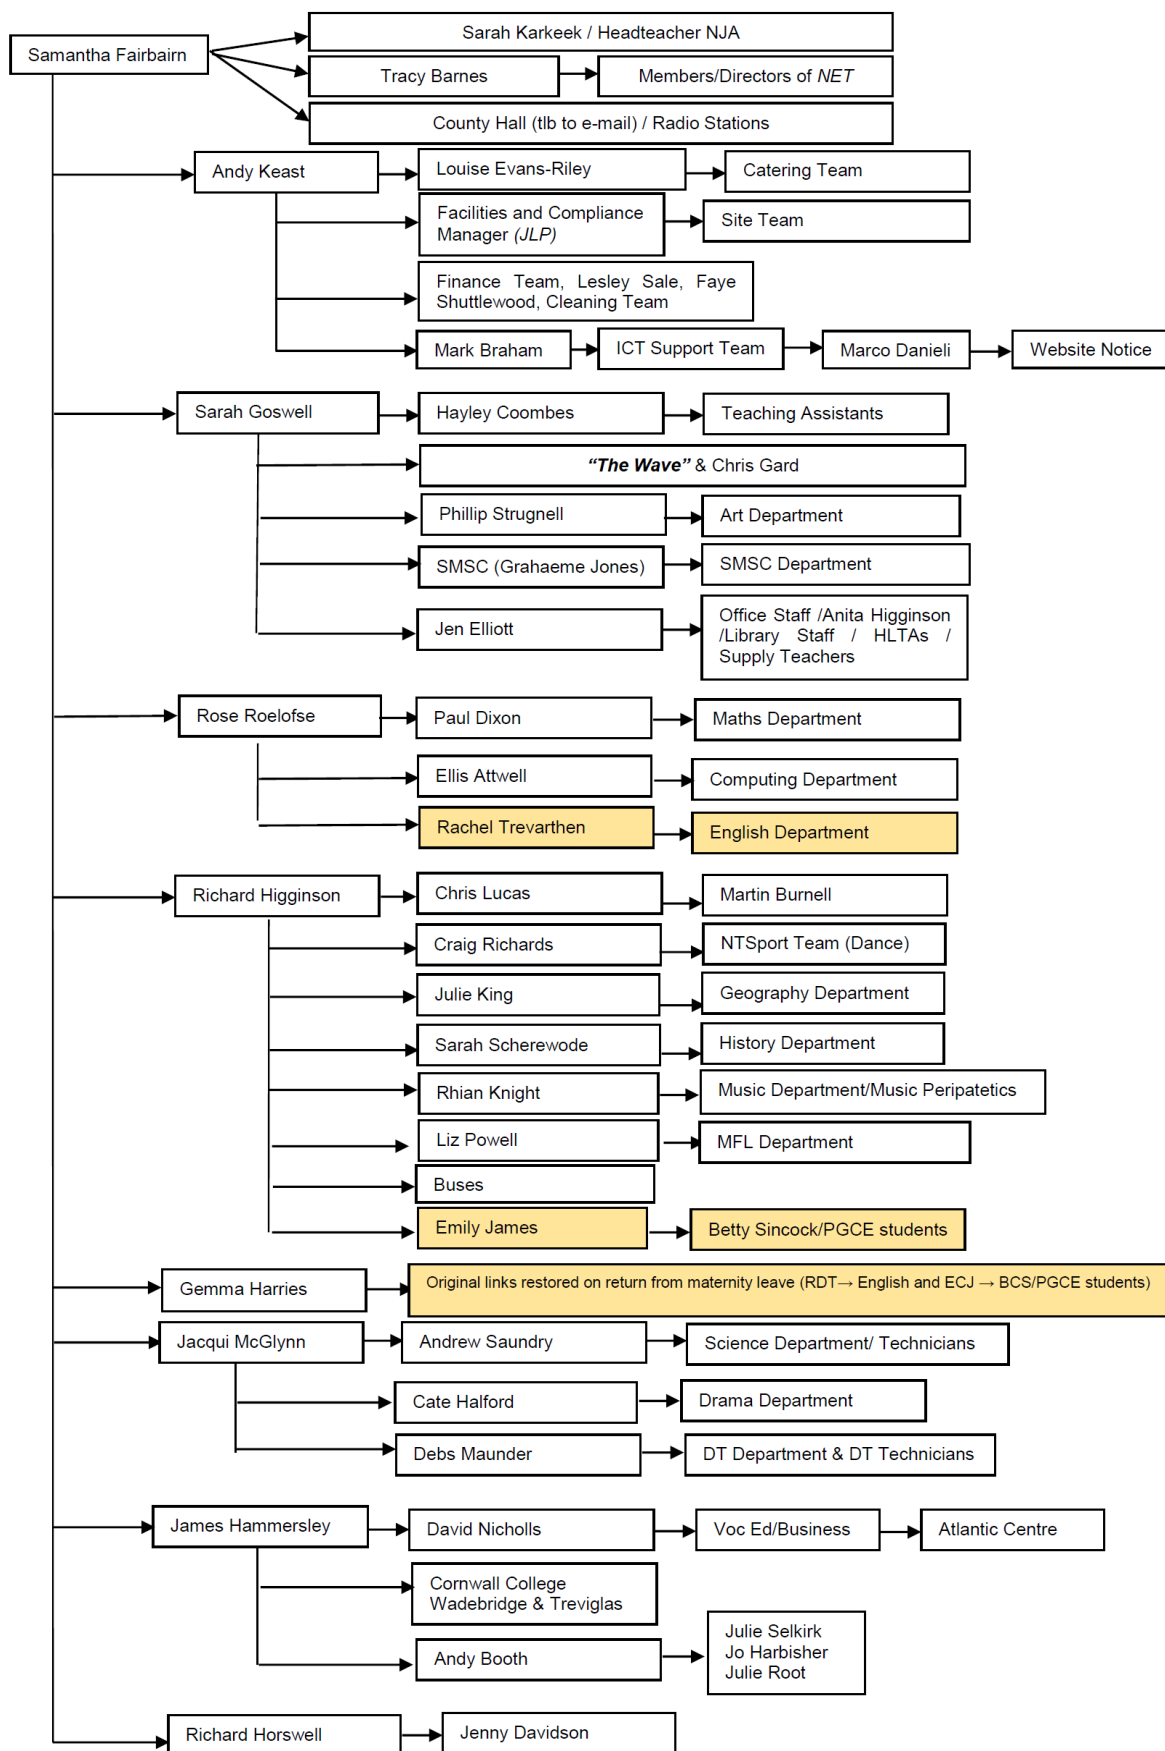 Samantha Fairbairn
Sarah Karkeek / Headteacher NJA
Tracy Barnes
Members/Directors of NET
County Hall (tlb to e-mail) / Radio Stations
Andy Keast
Louise Evans-Riley
Catering Team
Facilities and Compliance
Manager (JLP)
Site Team
Finance Team, Lesley Sale, Faye
Shuttlewood, Cleaning Team
Mark Braham
ICT Support Team
Marco Danieli
Website Notice
Sarah Goswell
Hayley Coombes
Teaching Assistants
“The Wave” & Chris Gard
Phillip Strugnell
Art Department
SMSC (Grahaeme Jones)
SMSC Department
Jen Elliott
Office Staff /Anita Higginson
/Library Staff / HLTAs /
Supply Teachers
Rose Roelofse
Paul Dixon
Maths Department
Ellis Attwell
Computing Department
Rachel Trevarthen
English Department
Richard Higginson
Chris Lucas
Martin Burnell
Craig Richards
NTSport Team (Dance)
Julie King
Geography Department
Sarah Scherewode
History Department
Rhian Knight
Music Department/Music Peripatetics
Liz Powell
MFL Department
Buses
Emily James
Betty Sincock/PGCE students
Gemma Harries
Original links restored on return from maternity leave (RDT→ English and ECJ → BCS/PGCE students)
Jacqui McGlynn
Andrew Saundry
Science Department/ Technicians
Cate Halford
Drama Department
Debs Maunder
DT Department & DT Technicians
James Hammersley
David Nicholls
Voc Ed/Business
Atlantic Centre
Cornwall College
Wadebridge & Treviglas
Andy Booth
Julie Selkirk
Jo Harbisher
Julie Root
Richard Horswell
Jenny Davidson